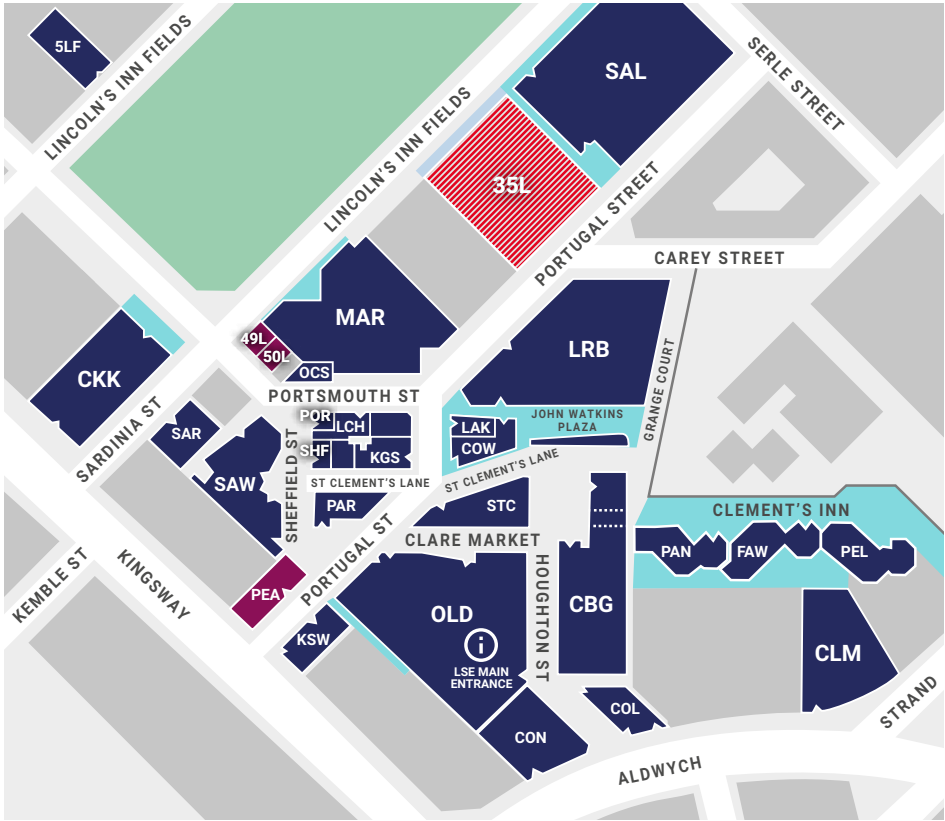 5LF
LINCOLN'S INN FIELDS
SAL
SERLE STREET
LINCOLN'S INN FIELDS
35L
PORTUGAL STREET
CAREY STREET
MAR
49L
50L
OCS
LRB
CKK
PORTSMOUTH ST
GRANGE COURT
SARDINIA ST
SAR
POR
LCH
LAK
JOHN WATKINS
PLAZA
SHEFFIELD ST
SHF
KGS
COW
SAW
ST CLEMENT'S LANE
ST CLEMENT'S LANE
PAR
STC
CLEMENT'S INN
CLARE MARKET
PAN
FAW
PEL
KEMBLE ST
KINGSWAY
PORTUGAL ST
HOUGHTON ST
PEA
OLD
CBG
KSW
i
LSE MAIN
ENTRANCE
CLM
COL
CON
STRAND
ALDWYCH